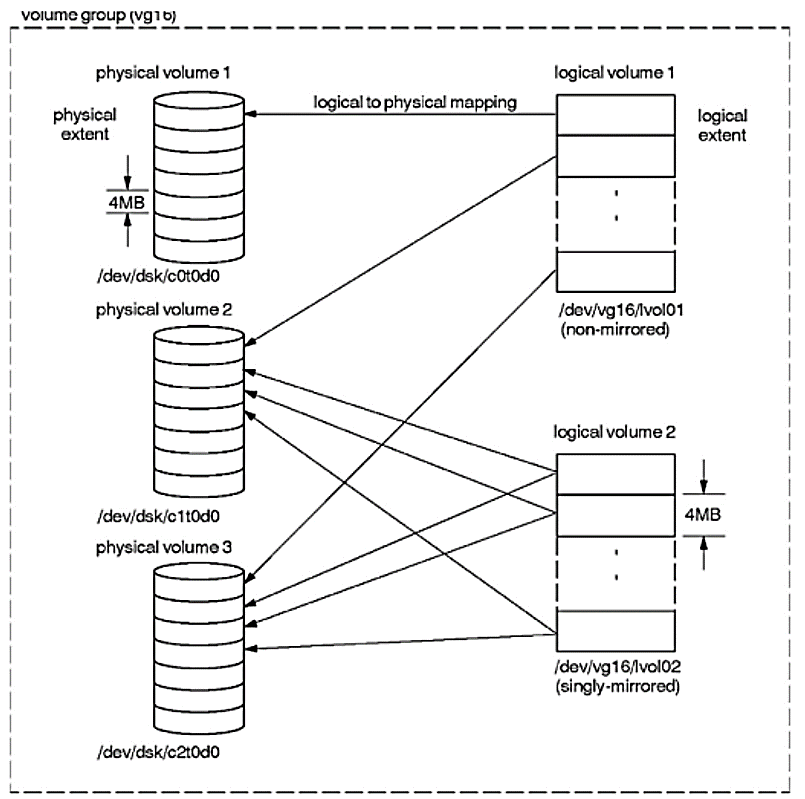 volume group (vg16)
physical volume 1
logical volume 1
physical
extent
logical to physical mapping
logical
extent
4MB
/dev/dsk/c0t0d0
physical volume 2
/dev/vg16/lvol01
(non-mirrored)
logical volume 2
4MB
/dev/dsk/c1t0d0
physical volume 3
/dev/vg16/lvol02
(singly-mirrored)
/dev/dsk/c2t0d0